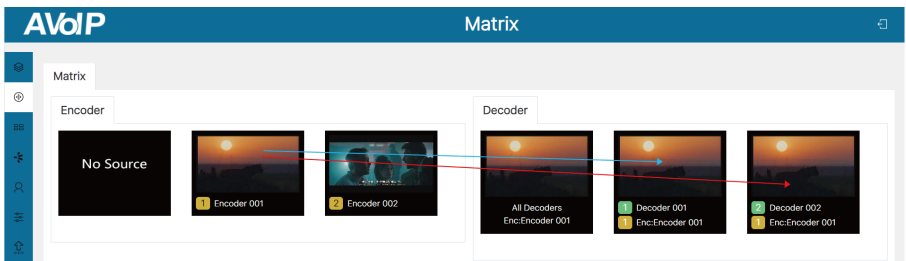 AVoIP
Matrix
Matrix
Encoder
Decoder
No Source
1 Encoder 001
2 Encoder 002
All Decoders
Enc:Encoder 001
1 Decoder 001
1 Enc:Encoder 001
2 Decoder 002
1 Enc:Encoder 001